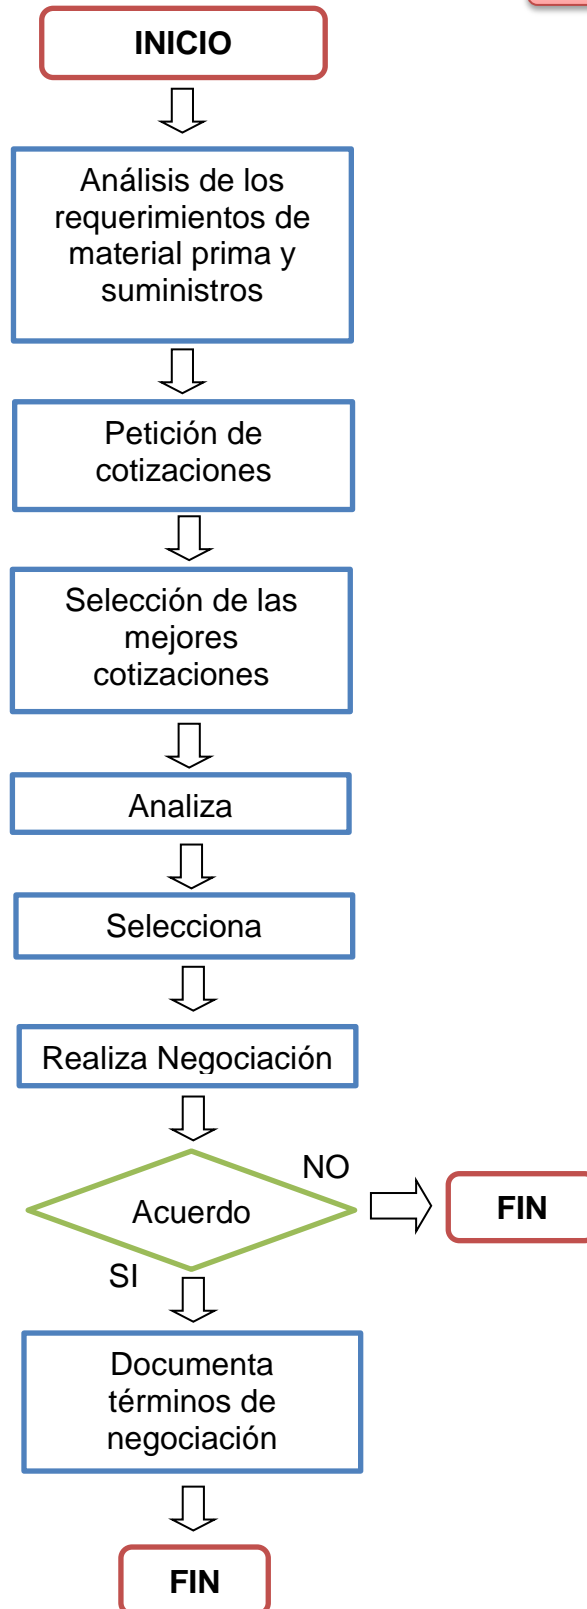 INICIO
Análisis de los
requerimientos de
material prima y
suministros
Petición de
cotizaciones
Selección de las
mejores
cotizaciones
Analiza
Selecciona
Realiza Negociación
NO
Acuerdo
FIN
SI
Documenta
términos de
negociación
FIN